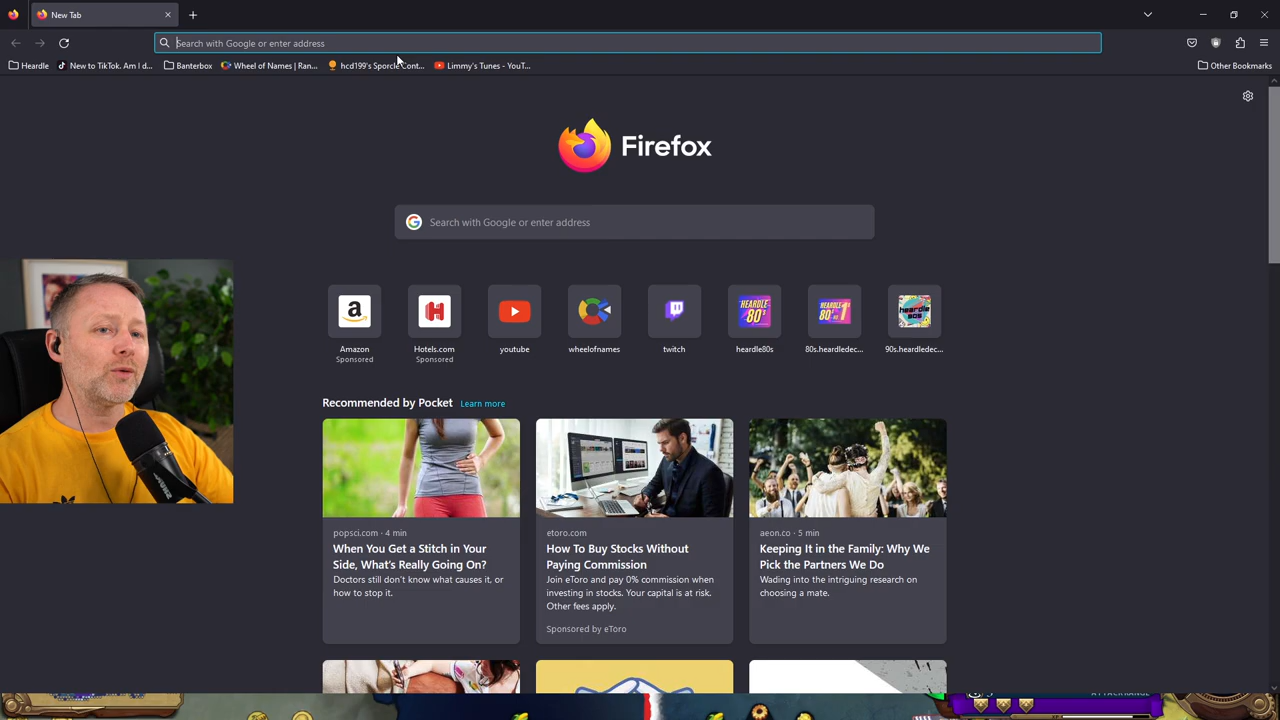 New Tab
Search with Google or enter address
Heardle
New to TikTok. Am I d...
Banterbox
Wheel of Names | Ran...
hcd199's Sporcle Cont...
Limmy's Tunes - YouT...
Other Bookmarks
Firefox
Search with Google or enter address
HEARDLE 80's
heardle 90s
Amazon
Sponsored
Hotels.com
Sponsored
youtube
wheelofnames
twitch
heardle80s
80s.heardledec...
90s.heardledec...
Recommended by Pocket Learn more
popsci.com · 4 min
When You Get a Stitch in Your
Side, What's Really Going On?
Doctors still don't know what causes it, or
how to stop it.
etoro.com
How To Buy Stocks Without
Paying Commission
Join eToro and pay 0% commission when
investing in stocks. Your capital is at risk.
Other fees apply.
Sponsored by eToro
aeon.co · 5 min
Keeping It in the Family: Why We
Pick the Partners We Do
Wading into the intriguing research on
choosing a mate.
ATTACK RANGE